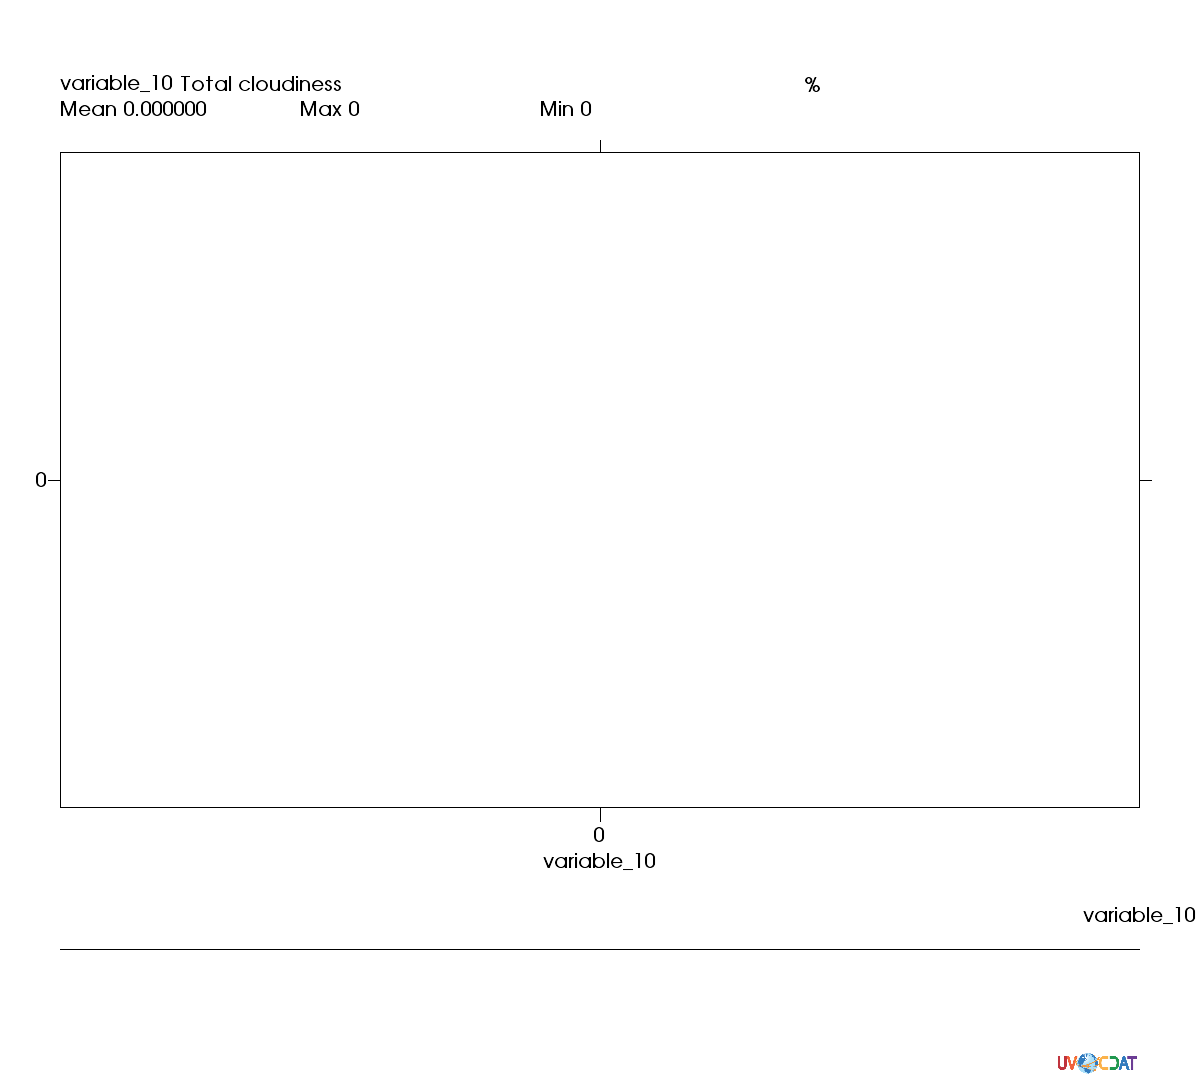 variable_10 Total cloudiness %
Mean 0.000000 Max 0 Min 0
0
0
variable_10
variable_10
UV CDAT